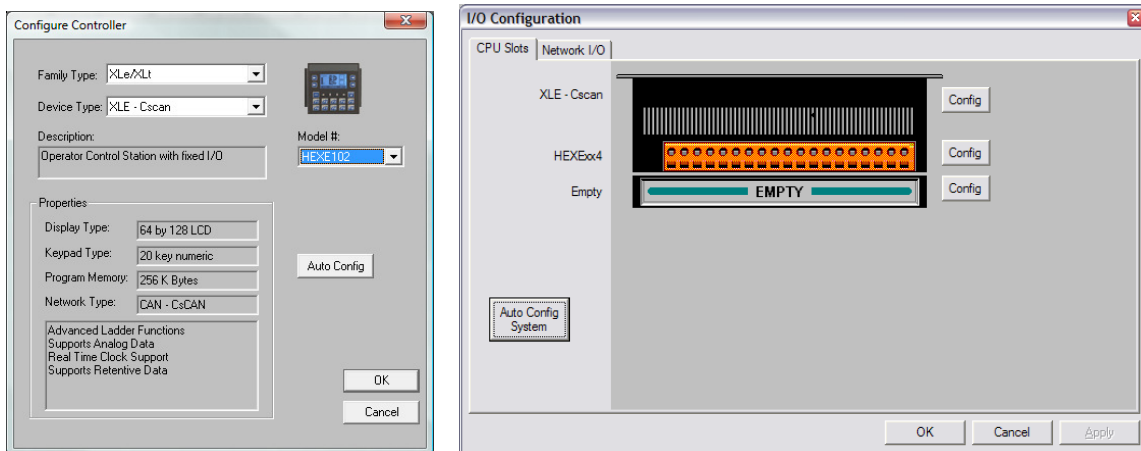 Configure Controller
Family Type: XLe/XLt
Device Type: XLE - Cscan
Description:
Operator Control Station with fixed I/O
Model #:
HEXE102
Properties
Display Type: 64 by 128 LCD
Keypad Type: 20 key numeric
Program Memory: 256 K Bytes
Network Type: CAN - CsCAN
Advanced Ladder Functions
Supports Analog Data
Real Time Clock Support
Supports Retentive Data
Auto Config
OK
Cancel
I/O Configuration
CPU Slots Network I/O
XLE - Cscan Config
HEXExx4 Config
Empty EMPTY Config
Auto Config
System
OK Cancel Apply